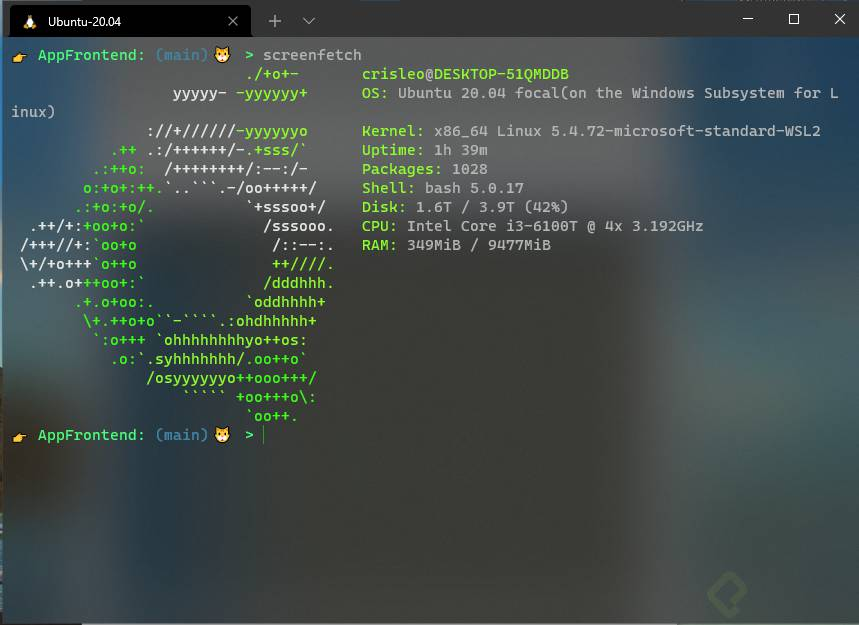 Ubuntu-20.04
👉 AppFrontend: (main)🐱 > screenfetch
                          ./+o+-       crisleo@DESKTOP-51QMDDB
                  yyyyy- -yyyyyy+      OS: Ubuntu 20.04 focal(on the Windows Subsystem for L
inux)
               ://+//////-yyyyyyo      Kernel: x86_64 Linux 5.4.72-microsoft-standard-WSL2
           .++ .:/++++++/-.+sss/`      Uptime: 1h 39m
         .:++o:  /++++++++/:--:/-      Packages: 1028
        o:+o+:++.`..```.-/oo+++++/     Shell: bash 5.0.17
       .:+o:+o/.          `+sssoo+/    Disk: 1.6T / 3.9T (42%)
  .++/+:+oo+o:`             /sssooo.   CPU: Intel Core i3-6100T @ 4x 3.192GHz
 /+++//+:`oo+o               /::--:.   RAM: 349MiB / 9477MiB
 \+/+o+++`o++o               ++////.
  .++.o+++oo+:`             /dddhhh.
       .+.o+oo:.          `oddhhhh+
        \+.++o+o``-````.:ohdhhhhh+
         `:o+++ `ohhhhhhhhyo++os:
           .o:`.syhhhhhhh/.oo++o`
               /osyyyyyyo++ooo+++/
                   ````` +oo+++o\:
                          `oo++.
👉 AppFrontend: (main)🐱 >